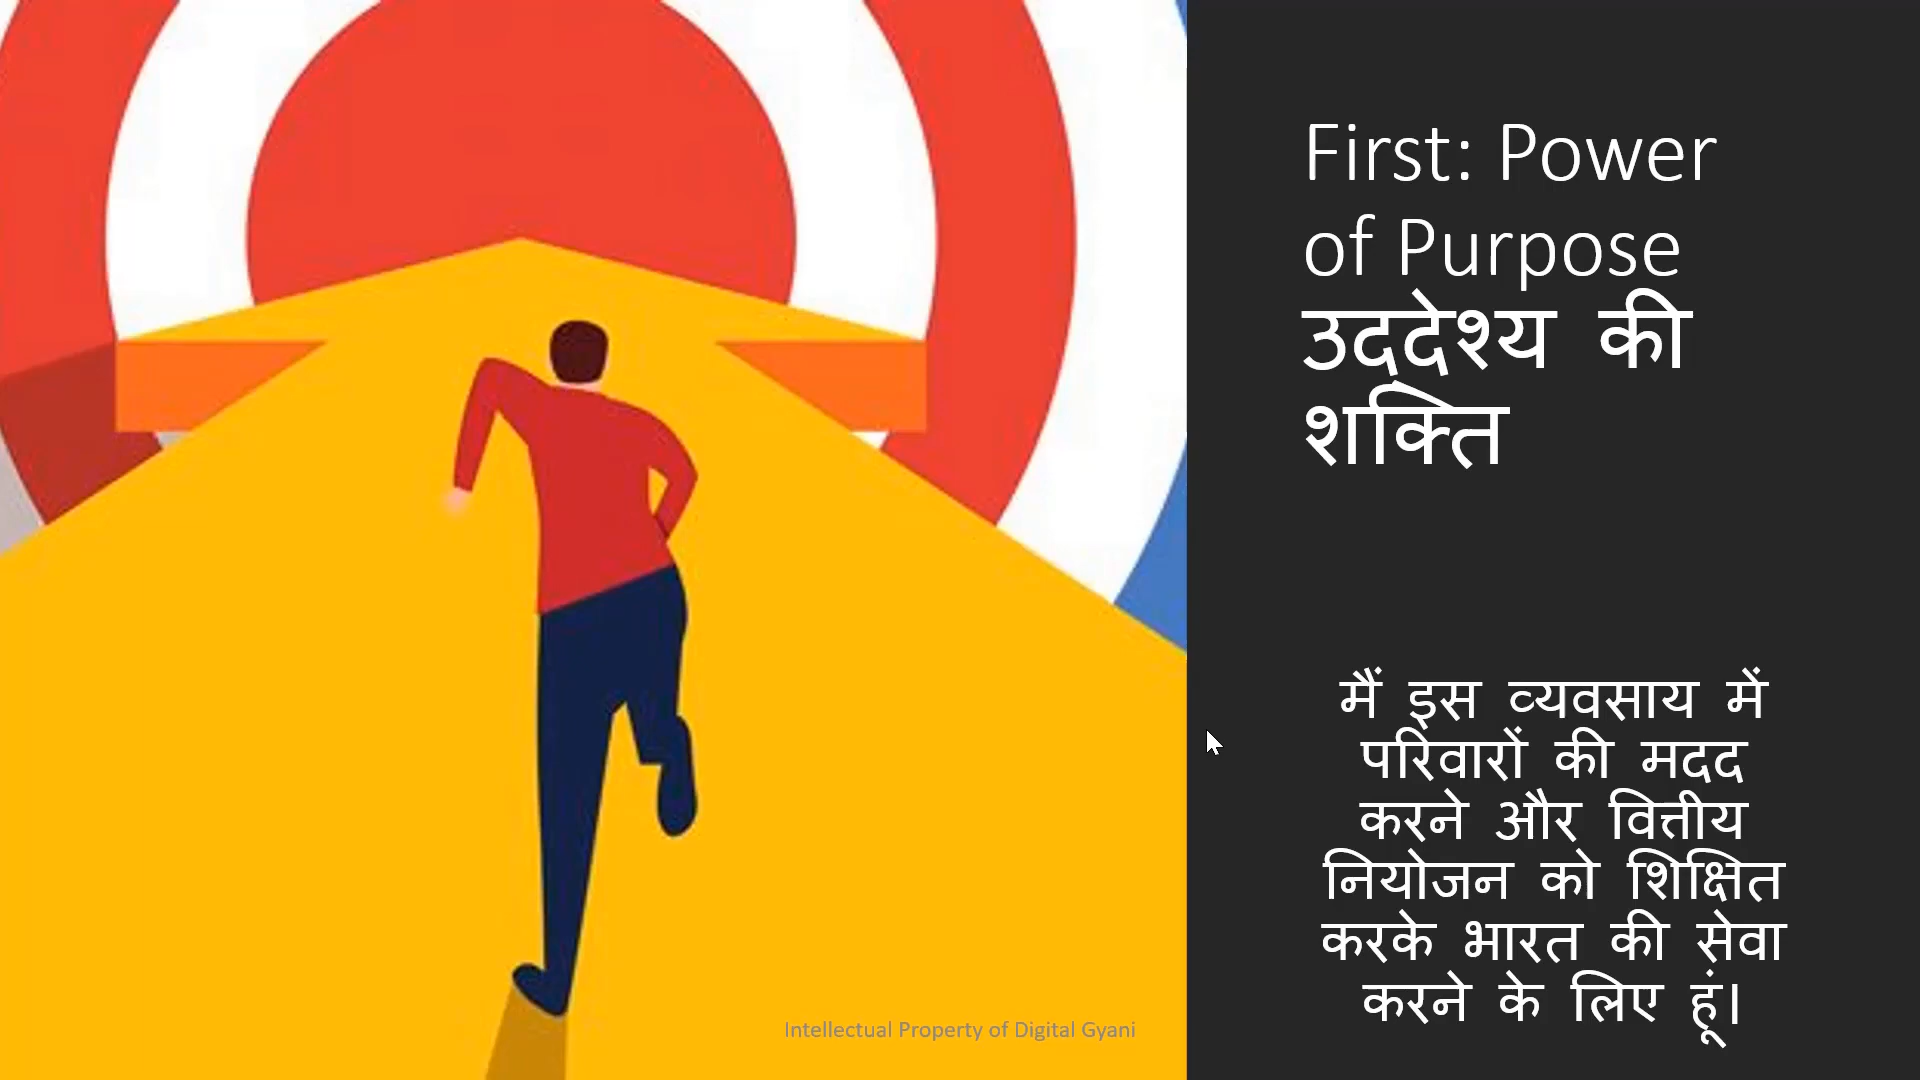 First: Power
of Purpose
उददेश्य की
शक्ति
मैं इस व्यवसाय में
परिवारों की मदद
करने और वित्तीय
नियोजन को शिक्षित
करके भारत की सेवा
करने के लिए हूं।
Intellectual Property of Digital Gyani